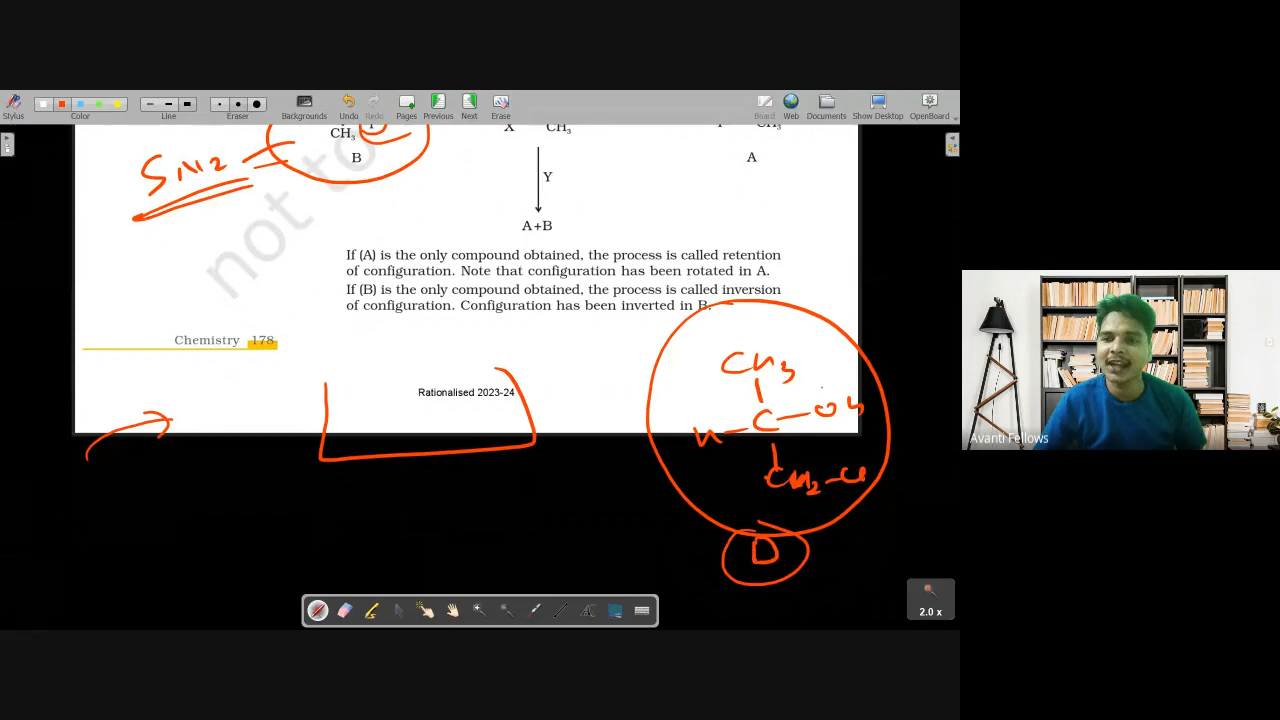 Stylus
Color
Line
Eraser
Backgrounds
Undo
Redo
Pages
Previous
Next
Erase
Board
Web
Documents
Show Desktop
OpenBoard
CH3
B
X
CH3
A
SN2
Y
A+B
If (A) is the only compound obtained, the process is called retention
of configuration. Note that configuration has been rotated in A.
If (B) is the only compound obtained, the process is called inversion
of configuration. Configuration has been inverted in B.
not to
Chemistry 178
Rationalised 2023-24
CH3
H-C-OH
CH2-Cl
D
Avanti Fellows
2.0 x